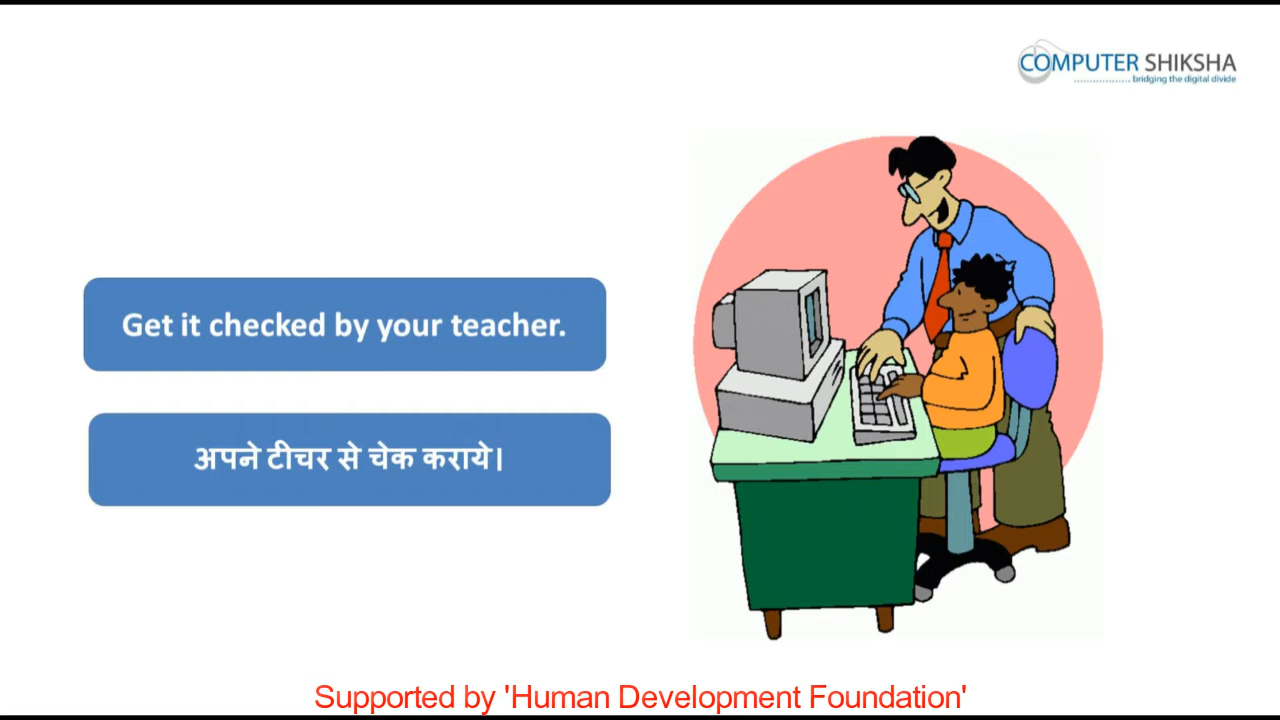 COMPUTER SHIKSHA
bridging the digital divide
Get it checked by your teacher.
अपने टीचर से चेक कराये।
Supported by 'Human Development Foundation'